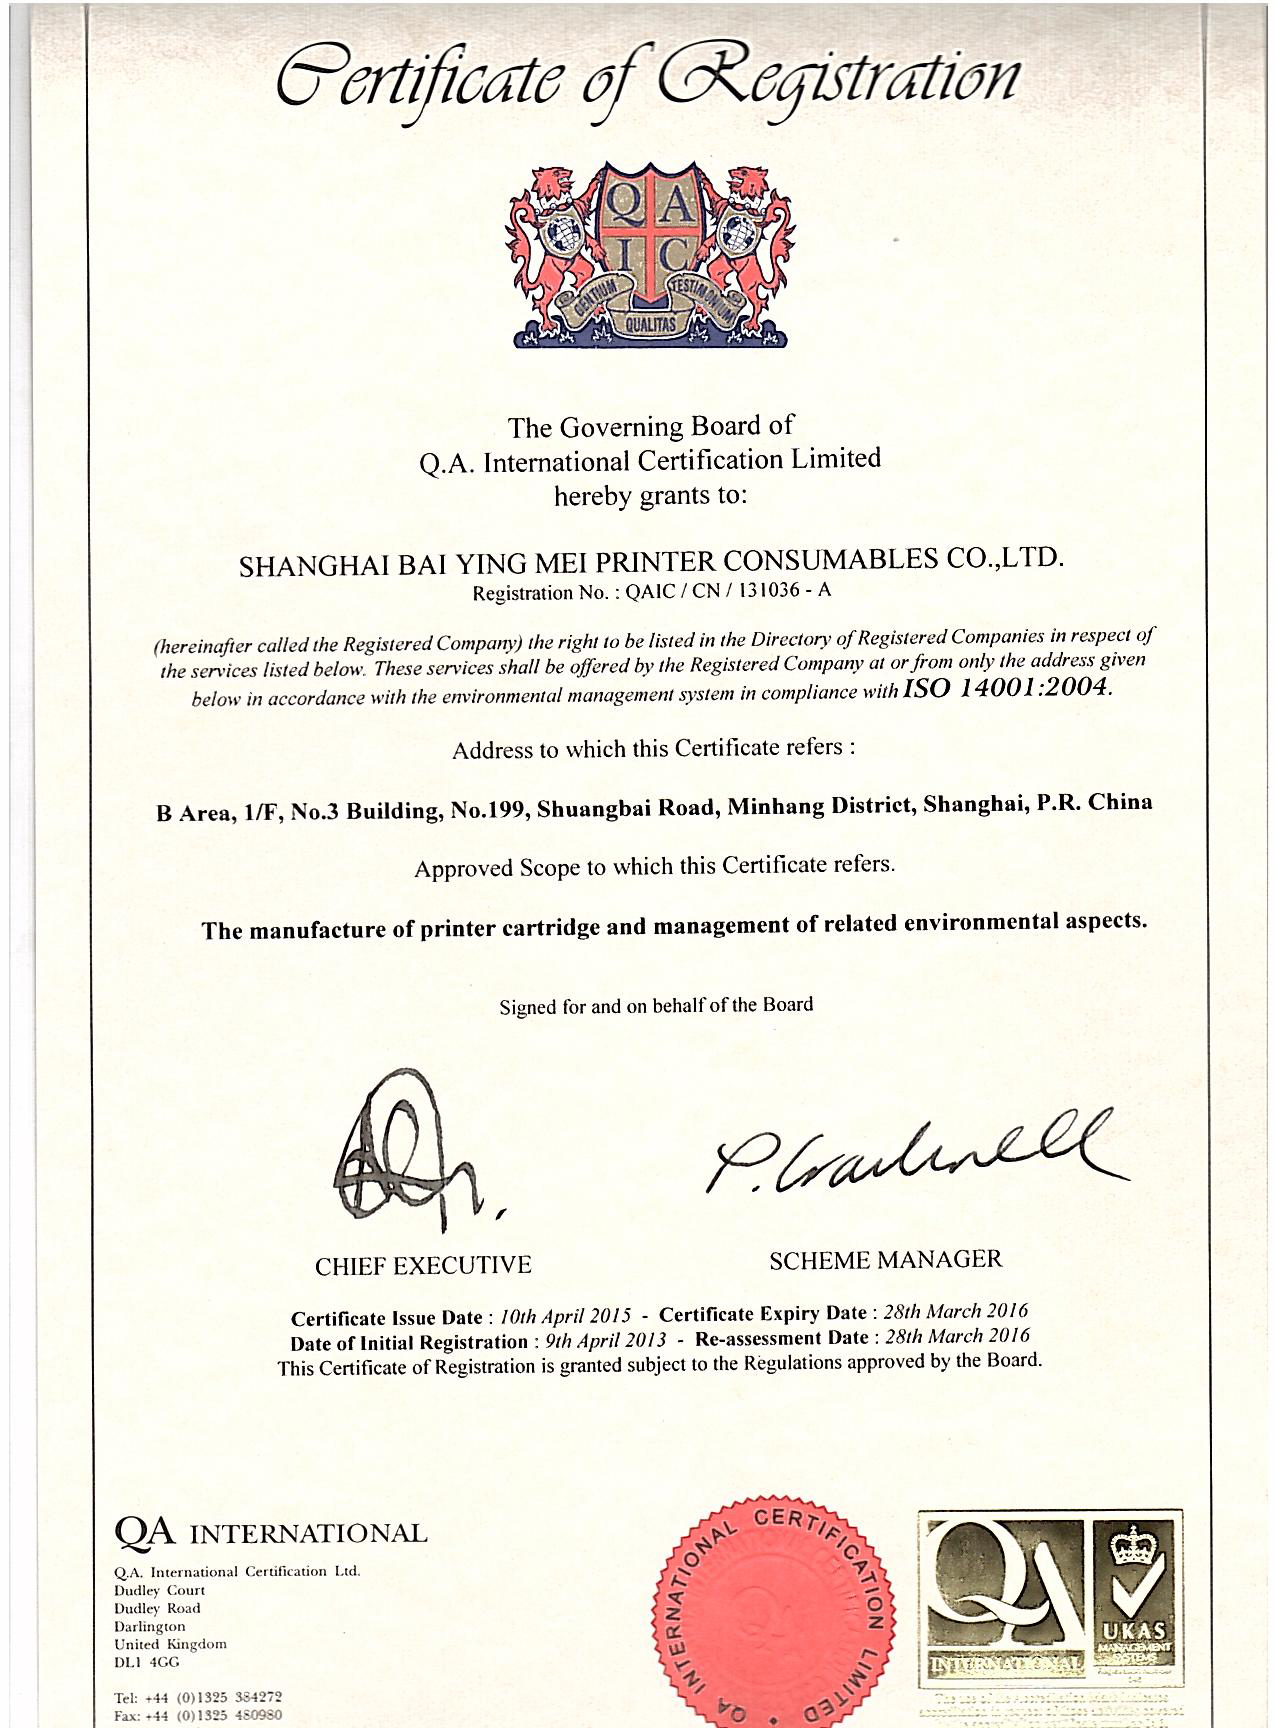 Certificate of Registration
Q A
I C
GENTIUM QUALITAS TESTIMONIUM
The Governing Board of
Q.A. International Certification Limited
hereby grants to:
SHANGHAI BAI YING MEI PRINTER CONSUMABLES CO.,LTD.
Registration No. : QAIC / CN / 131036 - A
(hereinafter called the Registered Company) the right to be listed in the Directory of Registered Companies in respect of
the services listed below. These services shall be offered by the Registered Company at or from only the address given
below in accordance with the environmental management system in compliance with ISO 14001:2004.
Address to which this Certificate refers :
B Area, 1/F, No.3 Building, No.199, Shuangbai Road, Minhang District, Shanghai, P.R. China
Approved Scope to which this Certificate refers.
The manufacture of printer cartridge and management of related environmental aspects.
Signed for and on behalf of the Board
CHIEF EXECUTIVE
SCHEME MANAGER
Certificate Issue Date : 10th April 2015 - Certificate Expiry Date : 28th March 2016
Date of Initial Registration : 9th April 2013 - Re-assessment Date : 28th March 2016
This Certificate of Registration is granted subject to the Regulations approved by the Board.
QA INTERNATIONAL
Q.A. International Certification Ltd.
Dudley Court
Dudley Road
Darlington
United Kingdom
DL1 4GG
Tel: +44 (0)1325 384272
Fax: +44 (0)1325 480980
QA INTERNATIONAL CERTIFICATION LIMITED
QA
INTERNATIONAL
UKAS
MANAGEMENT
SYSTEMS